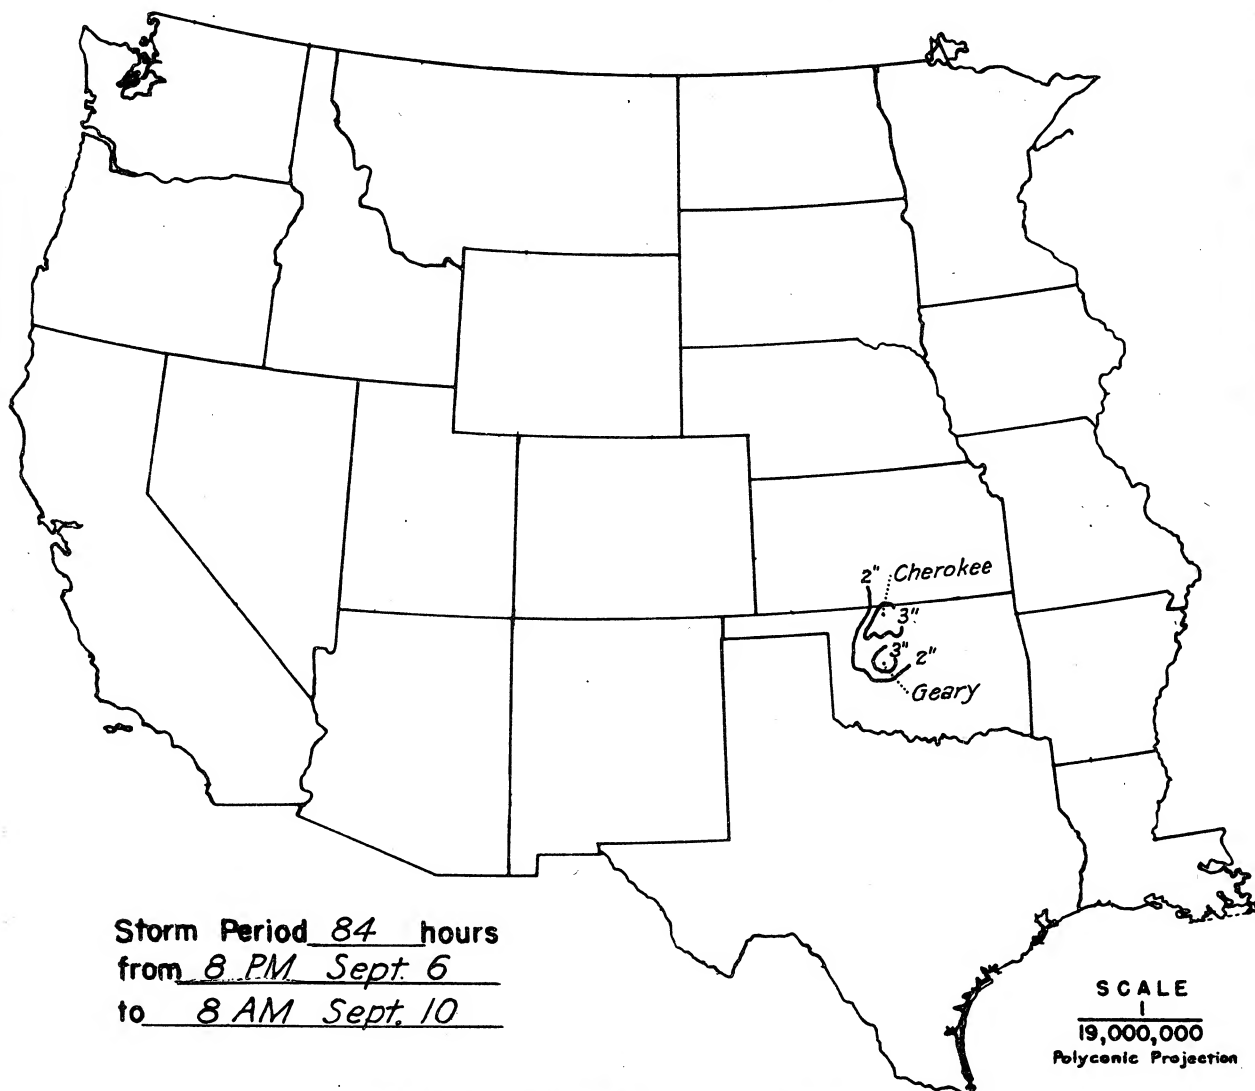 2" Cherokee
3"
3" 2"
Geary
Storm Period 84 hours
from 8 PM Sept. 6
to 8 AM Sept. 10
SCALE
1
19,000,000
Polyconic Projection